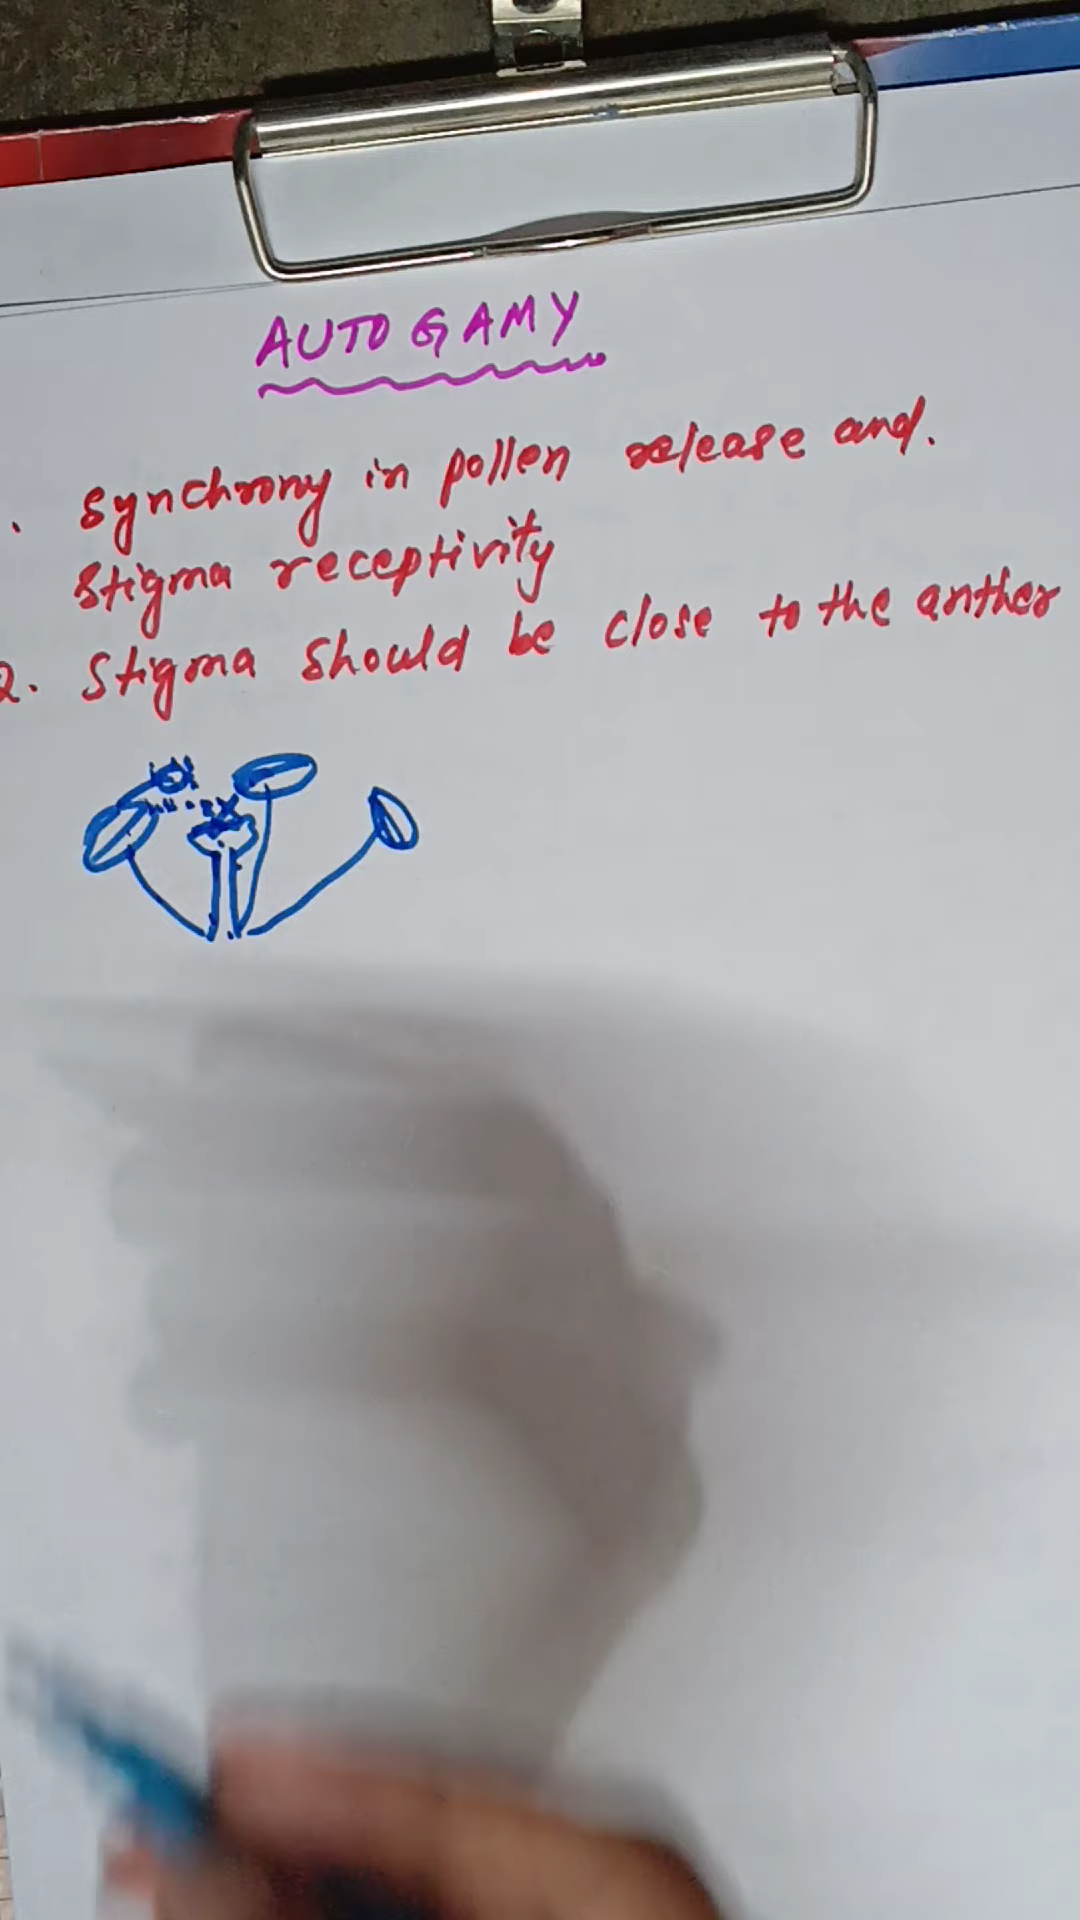 AUTOGAMY
. Synchrony in pollen release and.
Stigma receptivity
2. Stigma should be close to the anther